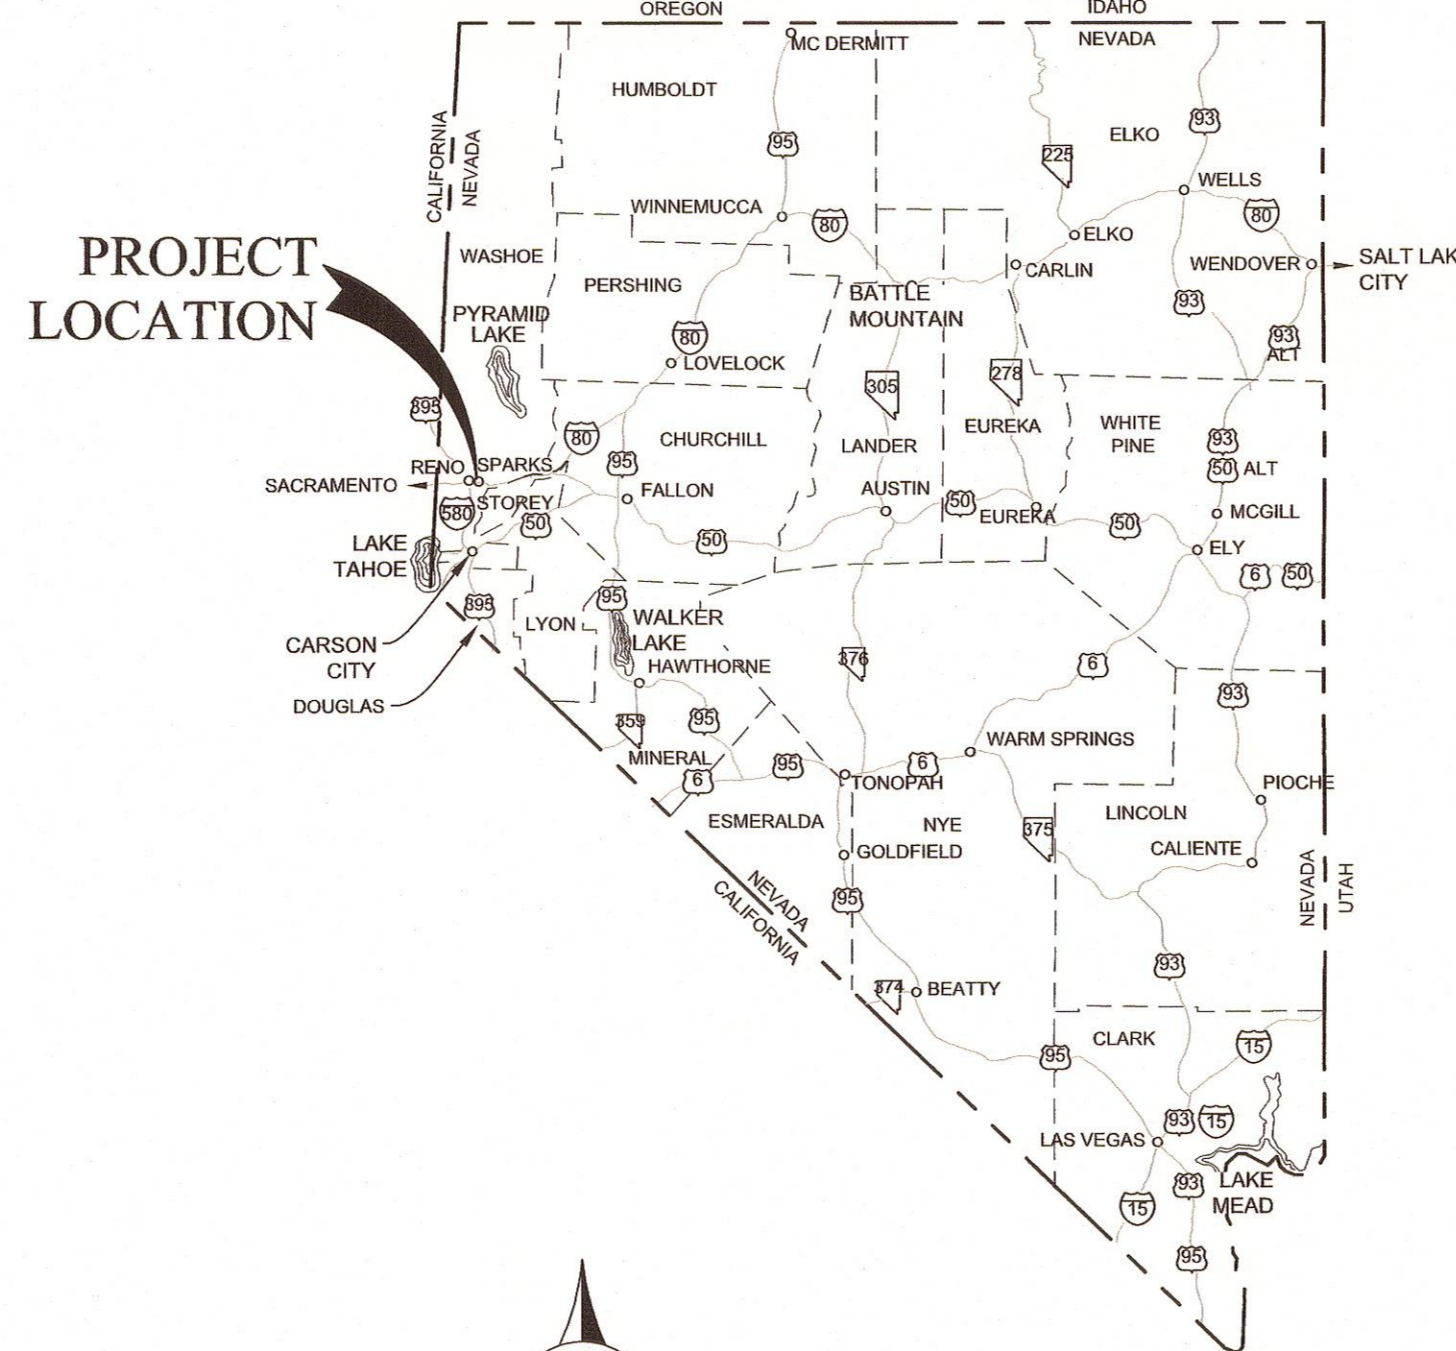 OREGON
IDAHO
MC DERMITT
NEVADA
HUMBOLDT
93
CALIFORNIA
NEVADA
95
ELKO
225
WELLS
WINNEMUCCA
80
80
ELKO
PROJECT
LOCATION
WASHOE
CARLIN
WENDOVER
SALT LAK
CITY
PERSHING
BATTLE
MOUNTAIN
93
PYRAMID
LAKE
80
93
ALT
LOVELOCK
305
278
395
80
CHURCHILL
LANDER
EUREKA
WHITE
PINE
93
RENO
SPARKS
95
50
ALT
SACRAMENTO
FALLON
AUSTIN
580
STOREY
50
50
EUREKA
50
MCGILL
LAKE
TAHOE
50
ELY
6
50
395
LYON
95
WALKER
LAKE
CARSON
CITY
HAWTHORNE
376
6
DOUGLAS
93
359
95
MINERAL
WARM SPRINGS
6
95
6
TONOPAH
PIOCHE
ESMERALDA
NYE
375
LINCOLN
GOLDFIELD
CALIENTE
NEVADA
CALIFORNIA
95
NEVADA
UTAH
93
374
BEATTY
CLARK
95
15
93
15
LAS VEGAS
93
LAKE
MEAD
15
95